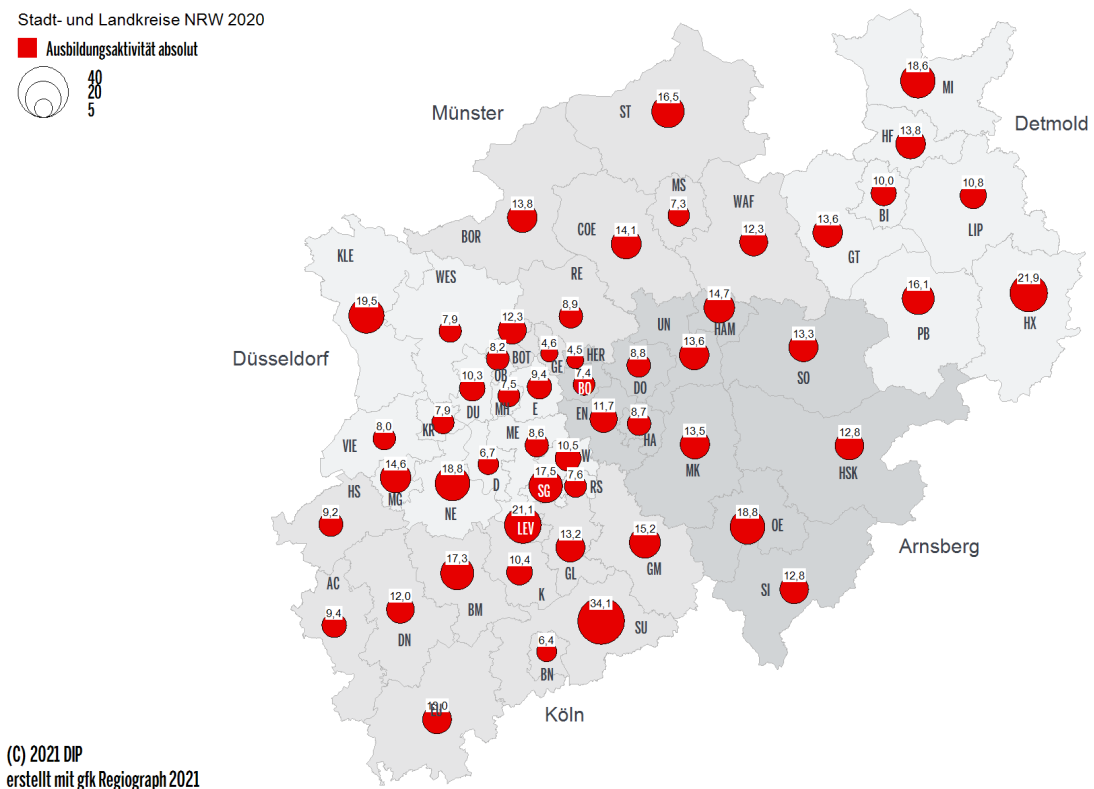 Stadt- und Landkreise NRW 2020
Ausbildungsaktivität absolut
40
20
5
Münster
Detmold
Düsseldorf
Arnsberg
Köln
18,6
MI
16,5
ST
HF
13,8
10,0
BI
10,8
LIP
MS
7,3
WAF
12,3
13,8
BOR
COE
14,1
13,6
GT
KLE
19,5
WES
7,9
RE
8,9
12,3
BOT
16,1
PB
21,9
HX
14,7
HAM
UN
13,6
13,3
SO
8,2
OB
4,6
GE
4,5
HER
7,4
BO
8,8
DO
10,3
DU
7,5
MH
9,4
E
EN
11,7
8,7
HA
13,5
MK
12,8
HSK
7,9
KR
8,0
VIE
ME
8,6
10,5
W
6,7
D
14,6
MG
18,8
NE
17,5
SG
7,6
RS
HS
9,2
21,1
LEV
13,2
GL
15,2
GM
18,8
OE
12,8
SI
AC
9,4
12,0
DN
17,3
BM
10,4
K
34,1
SU
6,4
BN
EU
(C) 2021 DIP
erstellt mit gfk Regiograph 2021